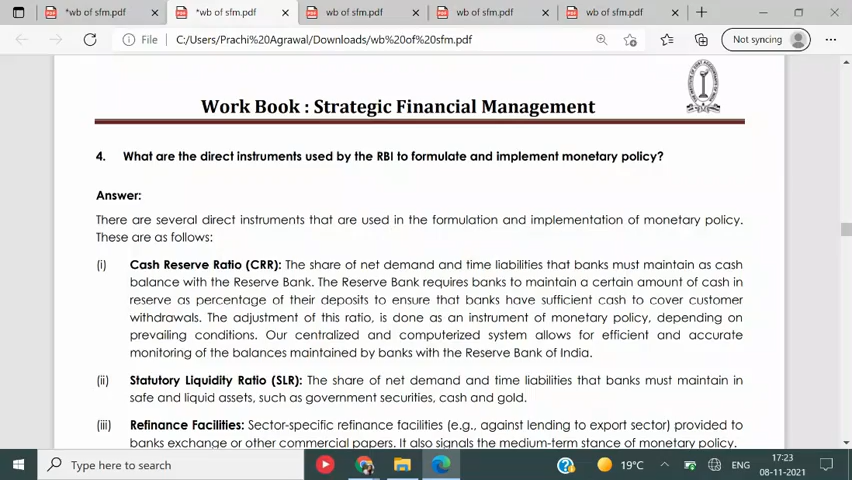 *wb of sfm.pdf
*wb of sfm.pdf
wb of sfm.pdf
wb of sfm.pdf
wb of sfm.pdf
File
C:/Users/Prachi%20Agrawal/Downloads/wb%20of%20sfm.pdf
Not syncing
Work Book : Strategic Financial Management
4. What are the direct instruments used by the RBI to formulate and implement monetary policy?
Answer:
There are several direct instruments that are used in the formulation and implementation of monetary policy.
These are as follows:
(i) Cash Reserve Ratio (CRR): The share of net demand and time liabilities that banks must maintain as cash
balance with the Reserve Bank. The Reserve Bank requires banks to maintain a certain amount of cash in
reserve as percentage of their deposits to ensure that banks have sufficient cash to cover customer
withdrawals. The adjustment of this ratio, is done as an instrument of monetary policy, depending on
prevailing conditions. Our centralized and computerized system allows for efficient and accurate
monitoring of the balances maintained by banks with the Reserve Bank of India.
(ii) Statutory Liquidity Ratio (SLR): The share of net demand and time liabilities that banks must maintain in
safe and liquid assets, such as government securities, cash and gold.
(iii) Refinance Facilities: Sector-specific refinance facilities (e.g., against lending to export sector) provided to
banks exchange or other commercial papers. It also signals the medium-term stance of monetary policy.
Type here to search
19°C
ENG
17:23
08-11-2021